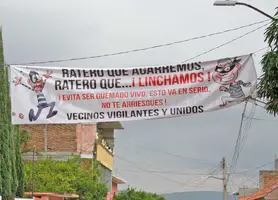 RATERO QUE AGARREMOS,
RATERO QUE...¡ LINCHAMOS !
¡ EVITA SER QUEMADO VIVO, ESTO VA EN SERIO,
NO TE ARRIESGUES !
VECINOS VIGILANTES Y UNIDOS